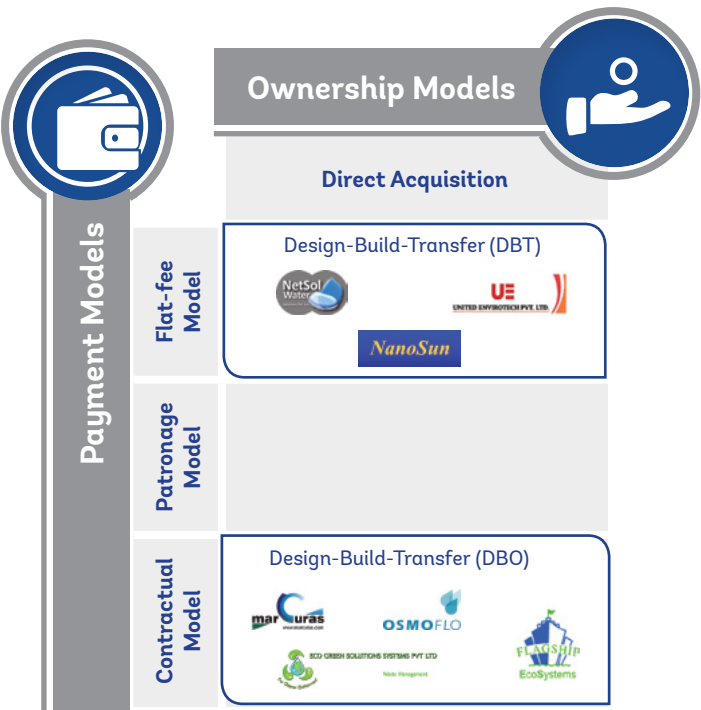 Ownership Models
Direct Acquisition
Payment Models
Flat-fee
Model
Design-Build-Transfer (DBT)
NetSol
Water
UE
UNITED ENVIROTECH PVT. LTD.
NanoSun
Patronage
Model
Contractual
Model
Design-Build-Transfer (DBO)
marCuras
OSMOFLO
ECO GREEN SOLUTIONS SYSTEMS PVT LTD
FLAGSHIP
EcoSystems